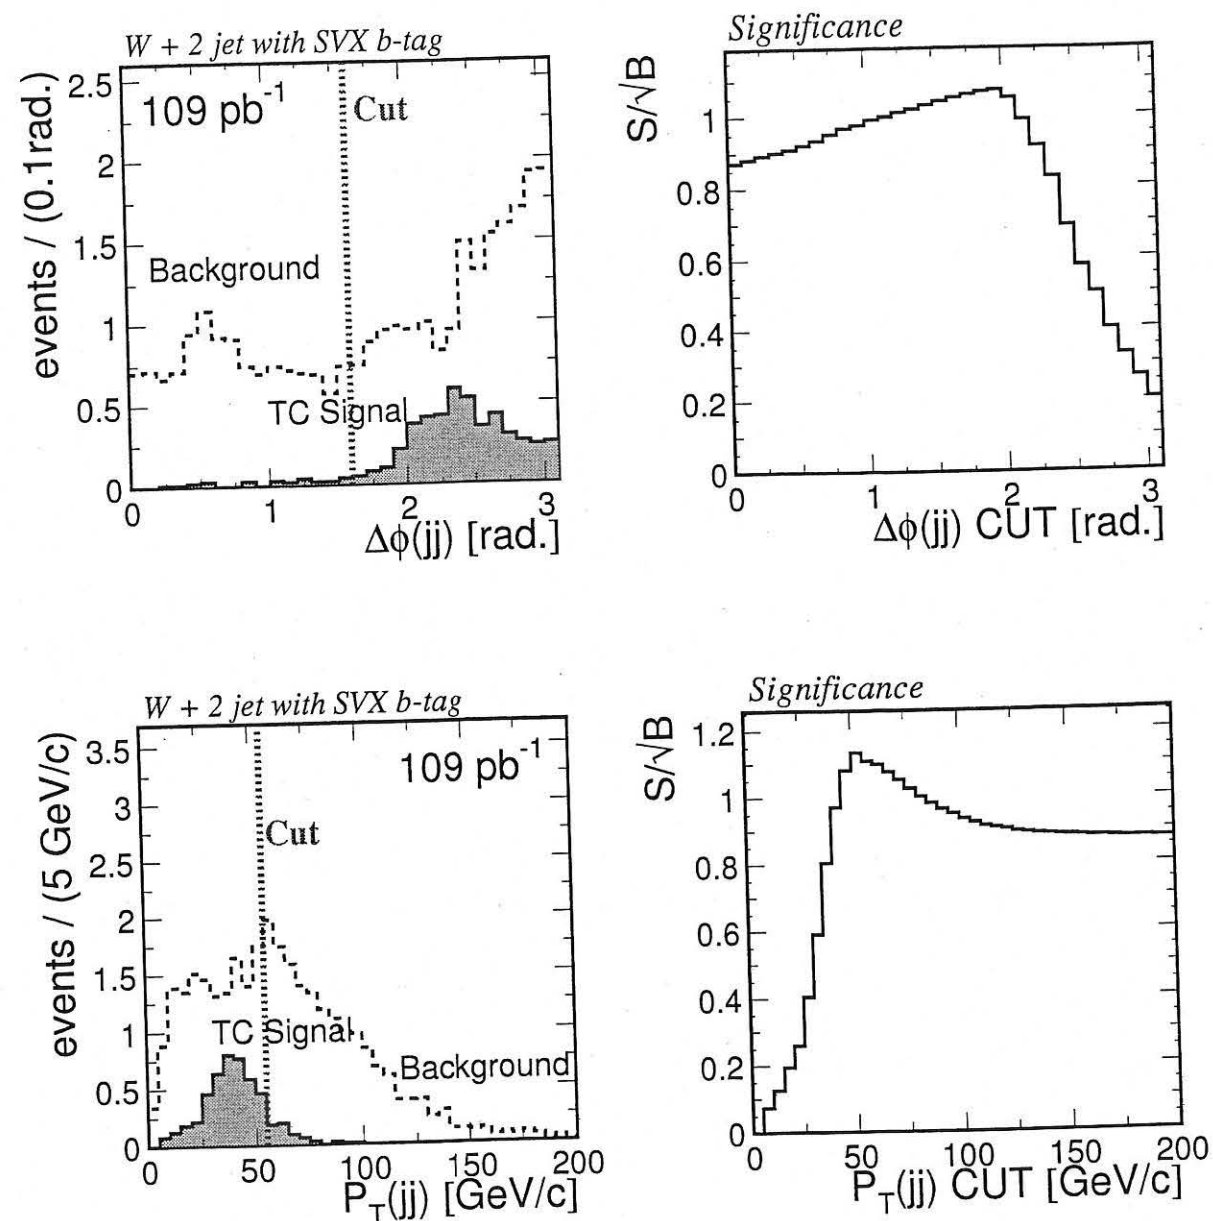 W + 2 jet with SVX b-tag
events / (0.1rad.)
2.5
2
1.5
1
0.5
0
109 pb⁻¹
Cut
Background
TC Signal
0 1 2 3
Δϕ(jj) [rad.]
Significance
S/√B
1
0.8
0.6
0.4
0.2
0
0 1 2 3
Δϕ(jj) CUT [rad.]
W + 2 jet with SVX b-tag
events / (5 GeV/c)
3.5
3
2.5
2
1.5
1
0.5
0
109 pb⁻¹
Cut
TC Signal
Background
0 50 100 150 200
P_T(jj) [GeV/c]
Significance
S/√B
1.2
1
0.8
0.6
0.4
0.2
0
0 50 100 150 200
P_T(jj) CUT [GeV/c]